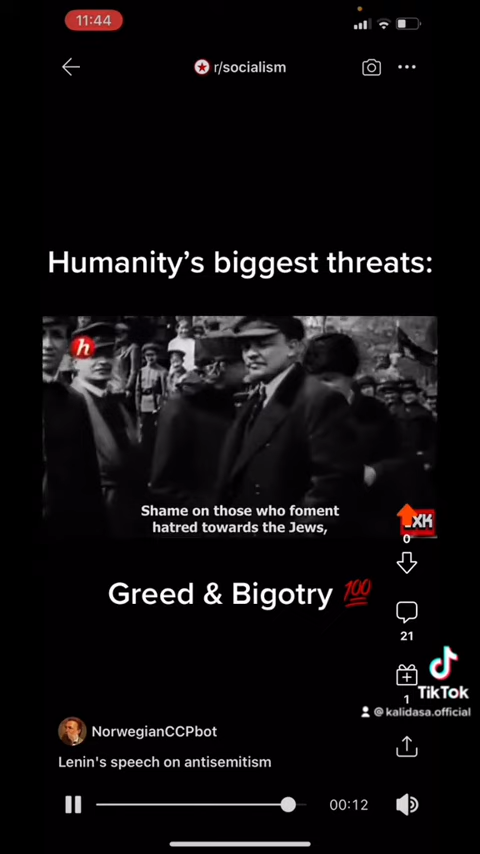 11:44
r/socialism
Humanity's biggest threats:
h
Shame on those who foment
hatred towards the Jews,
XK
0
Greed & Bigotry 💯
21
1
TikTok
@ kalidasa.official
NorwegianCCPbot
Lenin's speech on antisemitism
00:12